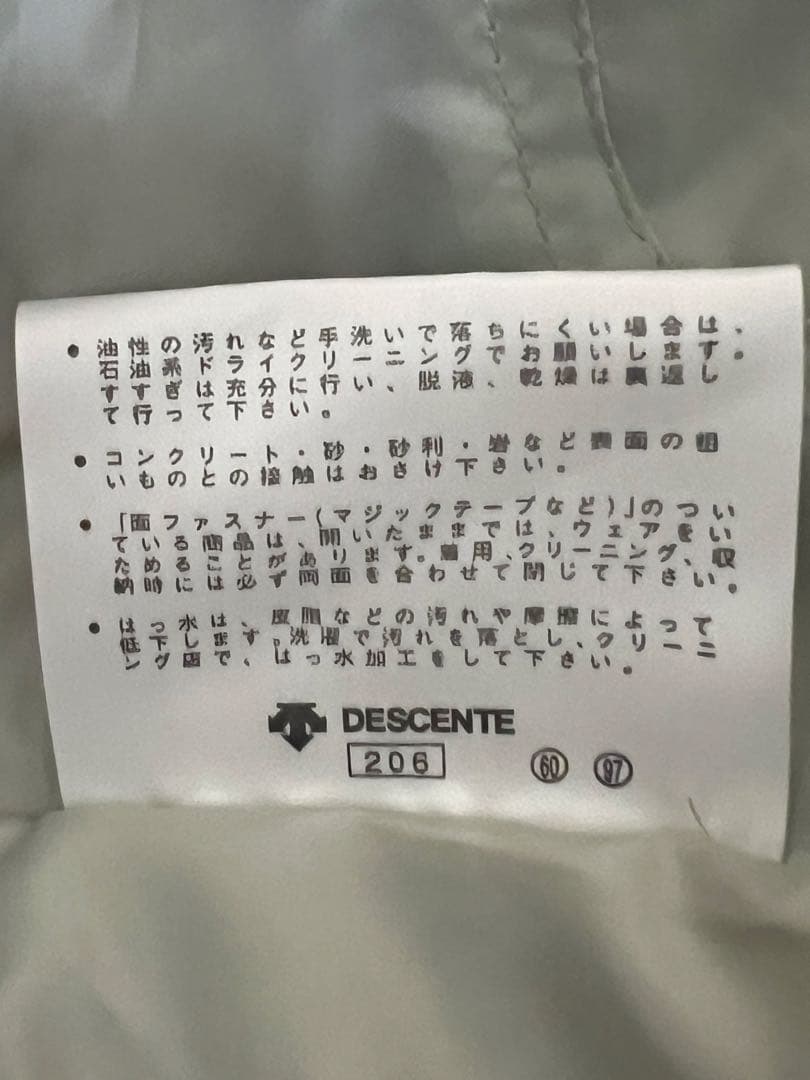 ●油性の汚れなど手洗いで落ちにくい場合は、
石油系ドライクリーニングでお願いします。
すすぎは充分に行い、脱液、乾燥は裏返し
て行って下さい。
●コンクリート・砂・砂利・岩など表面の粗
いものとの接触はおさけ下さい。
●「面ファスナー(マジックテープなど)」のつい
ている商品は、開いたままでは、ウェアをい
ためることがあります。着用、クリーニング、収
納時には必ず両面を合わせて閉じて下さい。
●はっ水は、皮脂などの汚れや摩擦によって
低下します。洗濯で汚れを落とし、クリーニ
ング店で、はっ水加工をして下さい。
DESCENTE
206 60 97